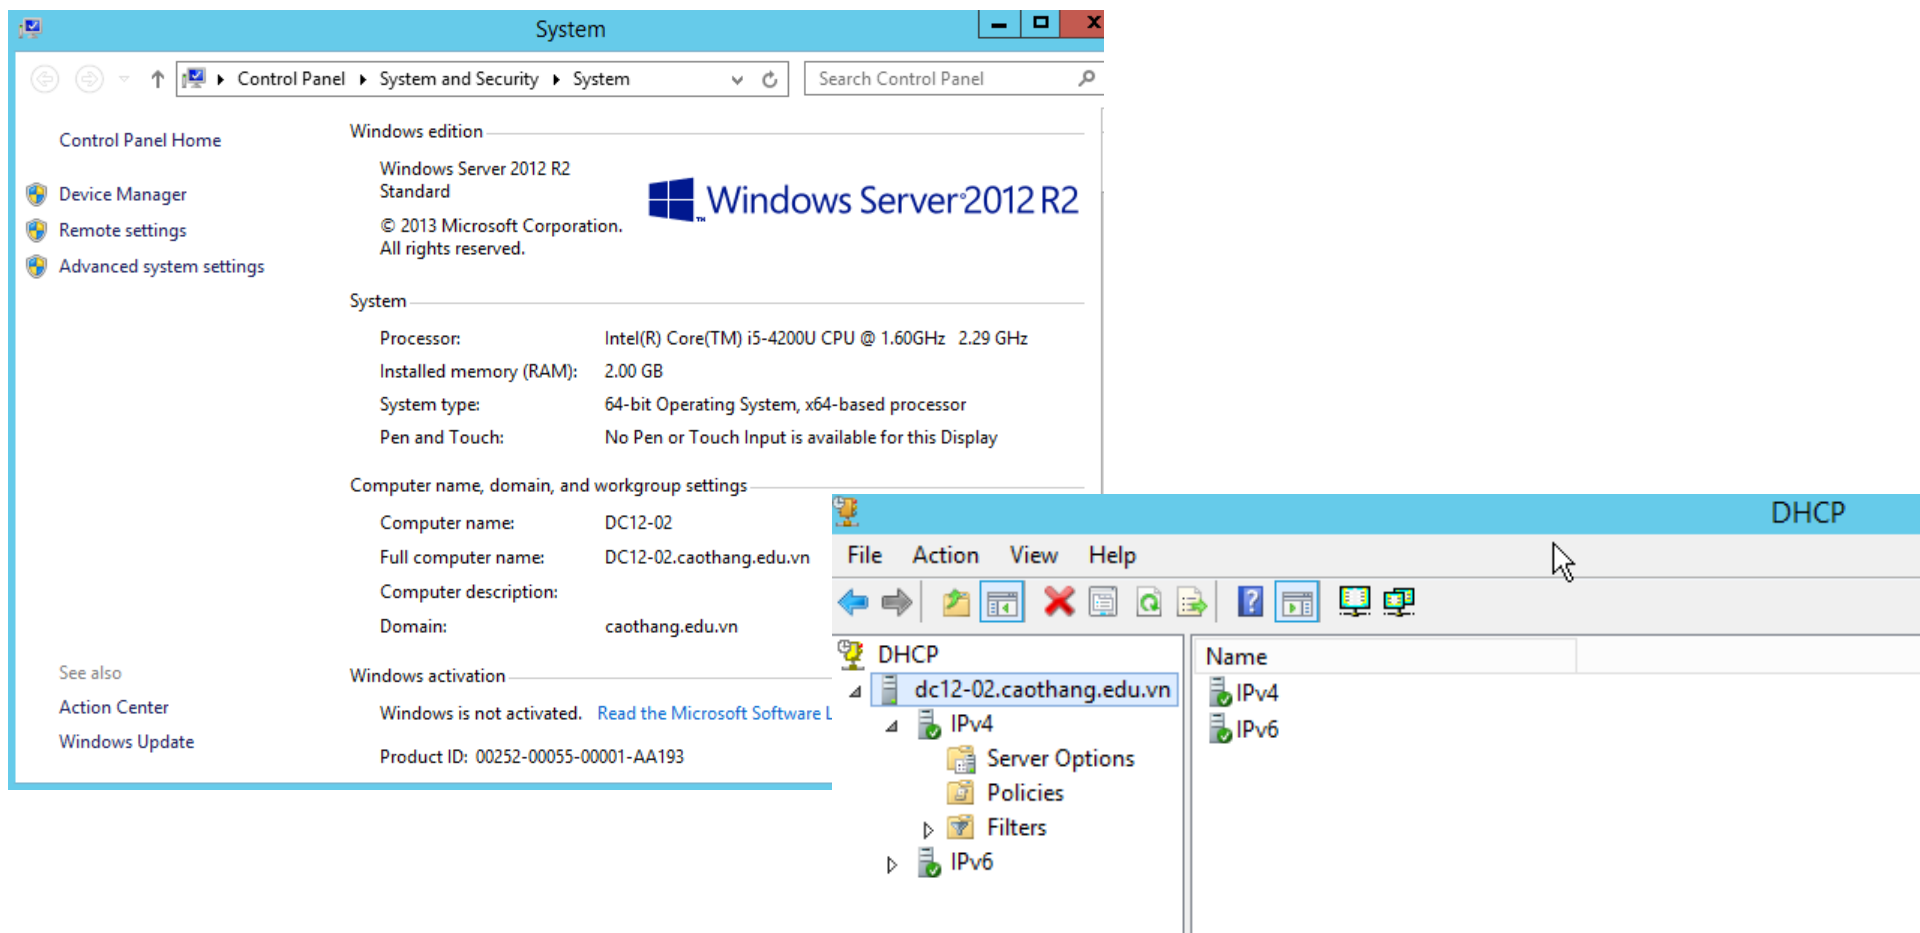 System
Control Panel System and Security System
Search Control Panel
Control Panel Home
Device Manager
Remote settings
Advanced system settings
See also
Action Center
Windows Update
Windows edition
Windows Server 2012 R2
Standard
© 2013 Microsoft Corporation.
All rights reserved.
Windows Server 2012 R2
System
Processor: Intel(R) Core(TM) i5-4200U CPU @ 1.60GHz 2.29 GHz
Installed memory (RAM): 2.00 GB
System type: 64-bit Operating System, x64-based processor
Pen and Touch: No Pen or Touch Input is available for this Display
Computer name, domain, and workgroup settings
Computer name: DC12-02
Full computer name: DC12-02.caothang.edu.vn
Computer description:
Domain: caothang.edu.vn
Windows activation
Windows is not activated. Read the Microsoft Software L
Product ID: 00252-00055-00001-AA193
DHCP
File Action View Help
DHCP
dc12-02.caothang.edu.vn
IPv4
Server Options
Policies
Filters
IPv6
Name
IPv4
IPv6